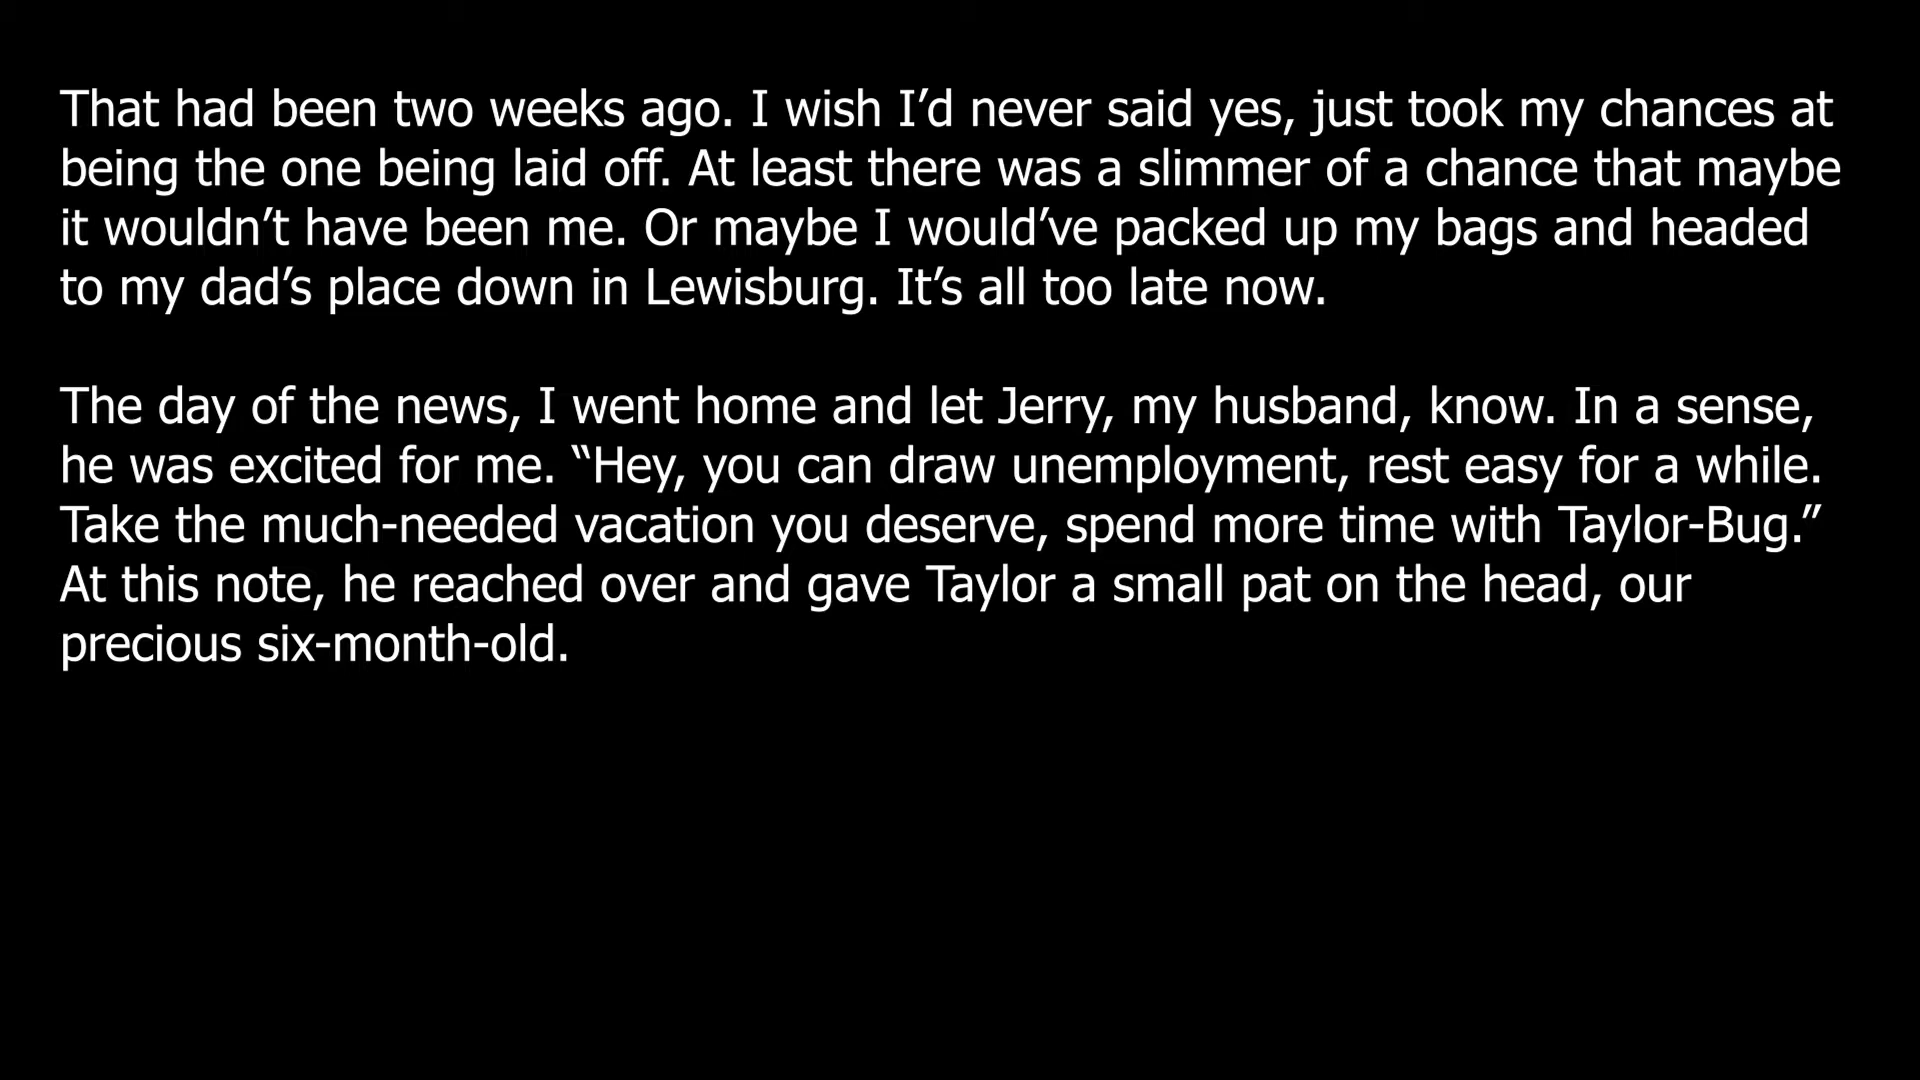 That had been two weeks ago. I wish I’d never said yes, just took my chances at
being the one being laid off. At least there was a slimmer of a chance that maybe
it wouldn’t have been me. Or maybe I would’ve packed up my bags and headed
to my dad’s place down in Lewisburg. It’s all too late now.
The day of the news, I went home and let Jerry, my husband, know. In a sense,
he was excited for me. “Hey, you can draw unemployment, rest easy for a while.
Take the much-needed vacation you deserve, spend more time with Taylor-Bug.”
At this note, he reached over and gave Taylor a small pat on the head, our
precious six-month-old.